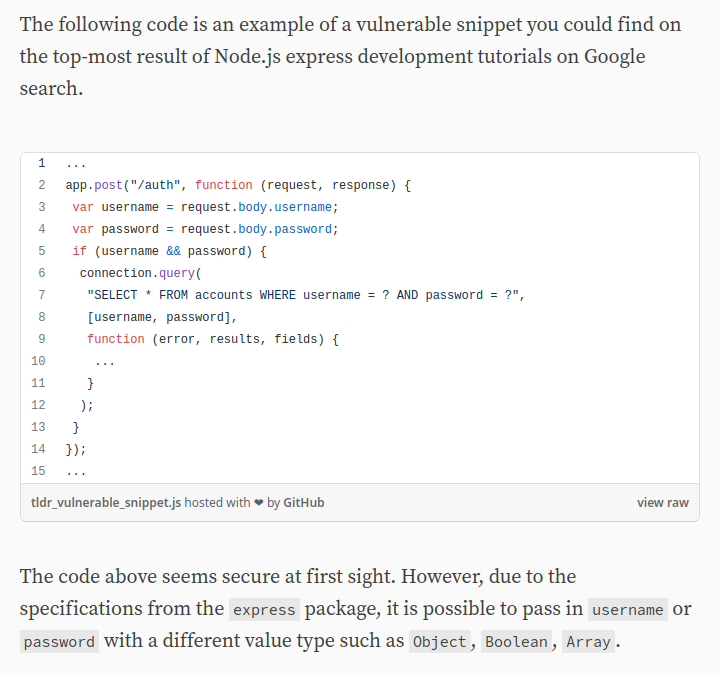 The following code is an example of a vulnerable snippet you could find on
the top-most result of Node.js express development tutorials on Google
search.
1 ...
2 app.post("/auth", function (request, response) {
3 var username = request.body.username;
4 var password = request.body.password;
5 if (username && password) {
6 connection.query(
7 "SELECT * FROM accounts WHERE username = ? AND password = ?",
8 [username, password],
9 function (error, results, fields) {
10 ...
11 }
12 );
13 }
14 });
15 ...
tldr_vulnerable_snippet.js hosted with ❤ by GitHub view raw
The code above seems secure at first sight. However, due to the
specifications from the express package, it is possible to pass in username or
password with a different value type such as Object, Boolean, Array.